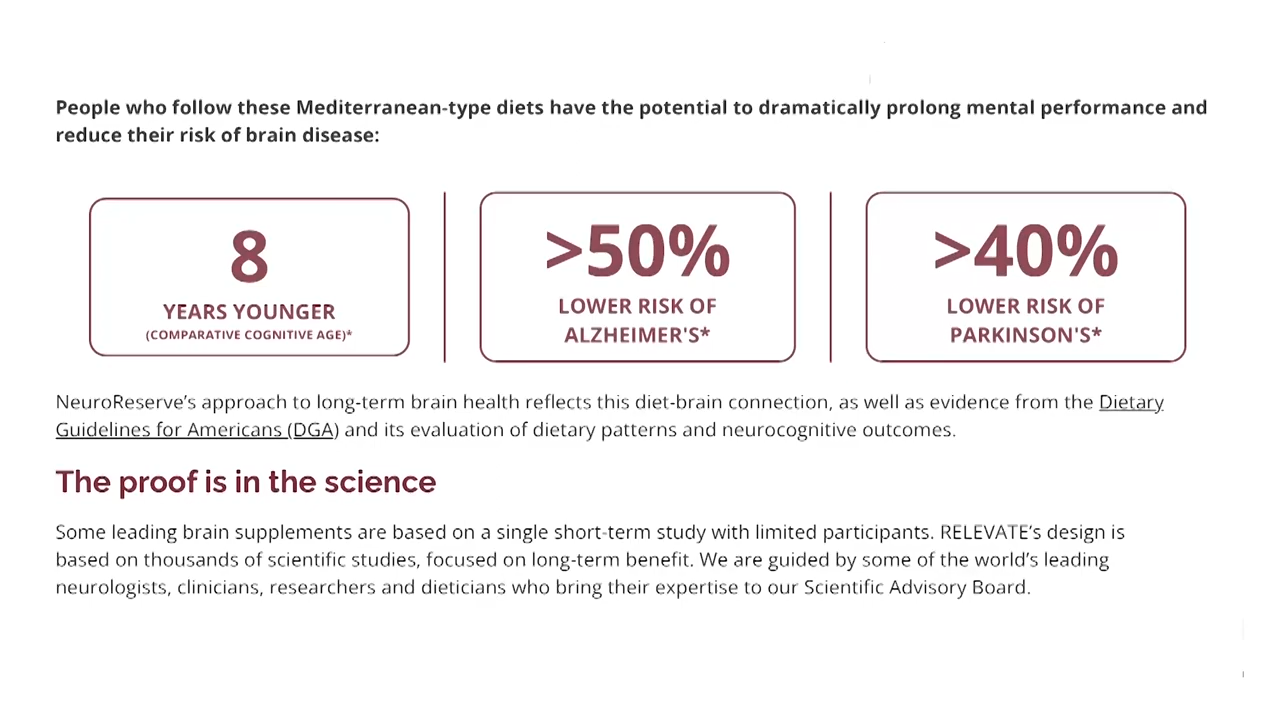 People who follow these Mediterranean-type diets have the potential to dramatically prolong mental performance and
reduce their risk of brain disease:
8
YEARS YOUNGER
(COMPARATIVE COGNITIVE AGE)*
>50%
LOWER RISK OF
ALZHEIMER'S*
>40%
LOWER RISK OF
PARKINSON'S*
NeuroReserve’s approach to long-term brain health reflects this diet-brain connection, as well as evidence from the Dietary
Guidelines for Americans (DGA) and its evaluation of dietary patterns and neurocognitive outcomes.
The proof is in the science
Some leading brain supplements are based on a single short-term study with limited participants. RELEVATE’s design is
based on thousands of scientific studies, focused on long-term benefit. We are guided by some of the world’s leading
neurologists, clinicians, researchers and dieticians who bring their expertise to our Scientific Advisory Board.